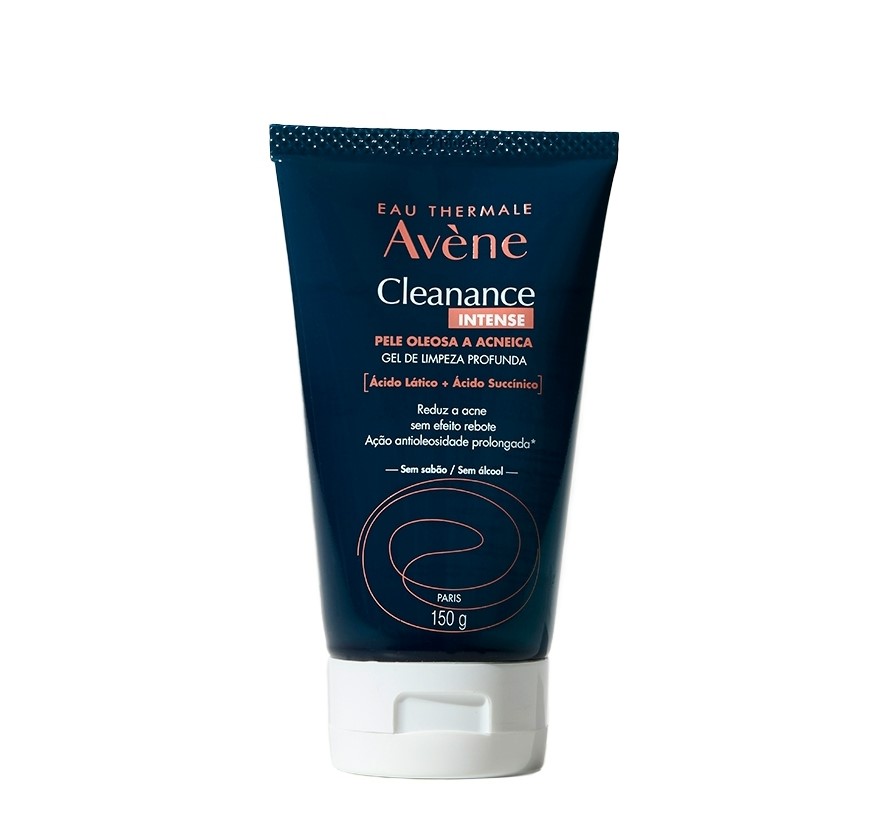 EAU THERMALE
Avène
Cleanance
INTENSE
PELE OLEOSA A ACNEICA
GEL DE LIMPEZA PROFUNDA
[Ácido Lático + Ácido Succínico]
Reduz a acne
sem efeito rebote
Ação antioleosidade prolongada*
Sem sabão / Sem álcool
PARIS
150 g